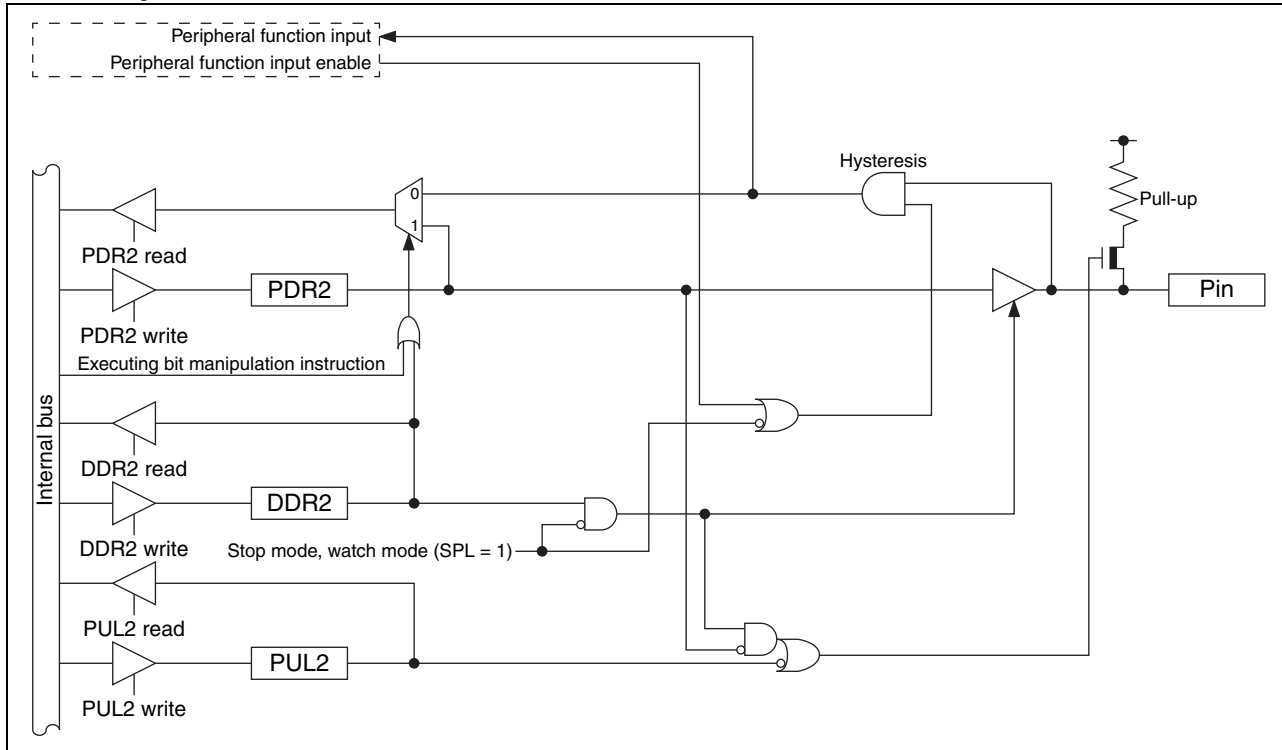 Peripheral function input
Peripheral function input enable
Hysteresis
0
Pull-up
1
PDR2 read
PDR2
Pin
PDR2 write
Executing bit manipulation instruction
Internal bus
DDR2 read
DDR2
DDR2 write
Stop mode, watch mode (SPL = 1)
PUL2 read
PUL2
PUL2 write